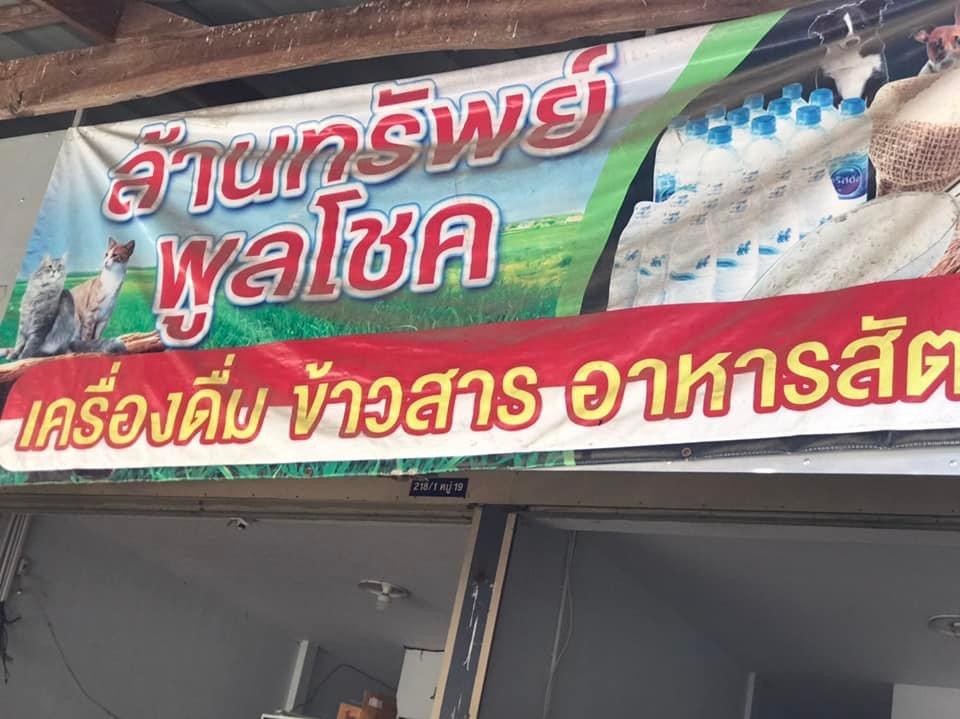 ล้านทรัพย์
พูลโชค
เครื่องดื่ม ข้าวสาร อาหารสัต
218/1 หมู่ 19